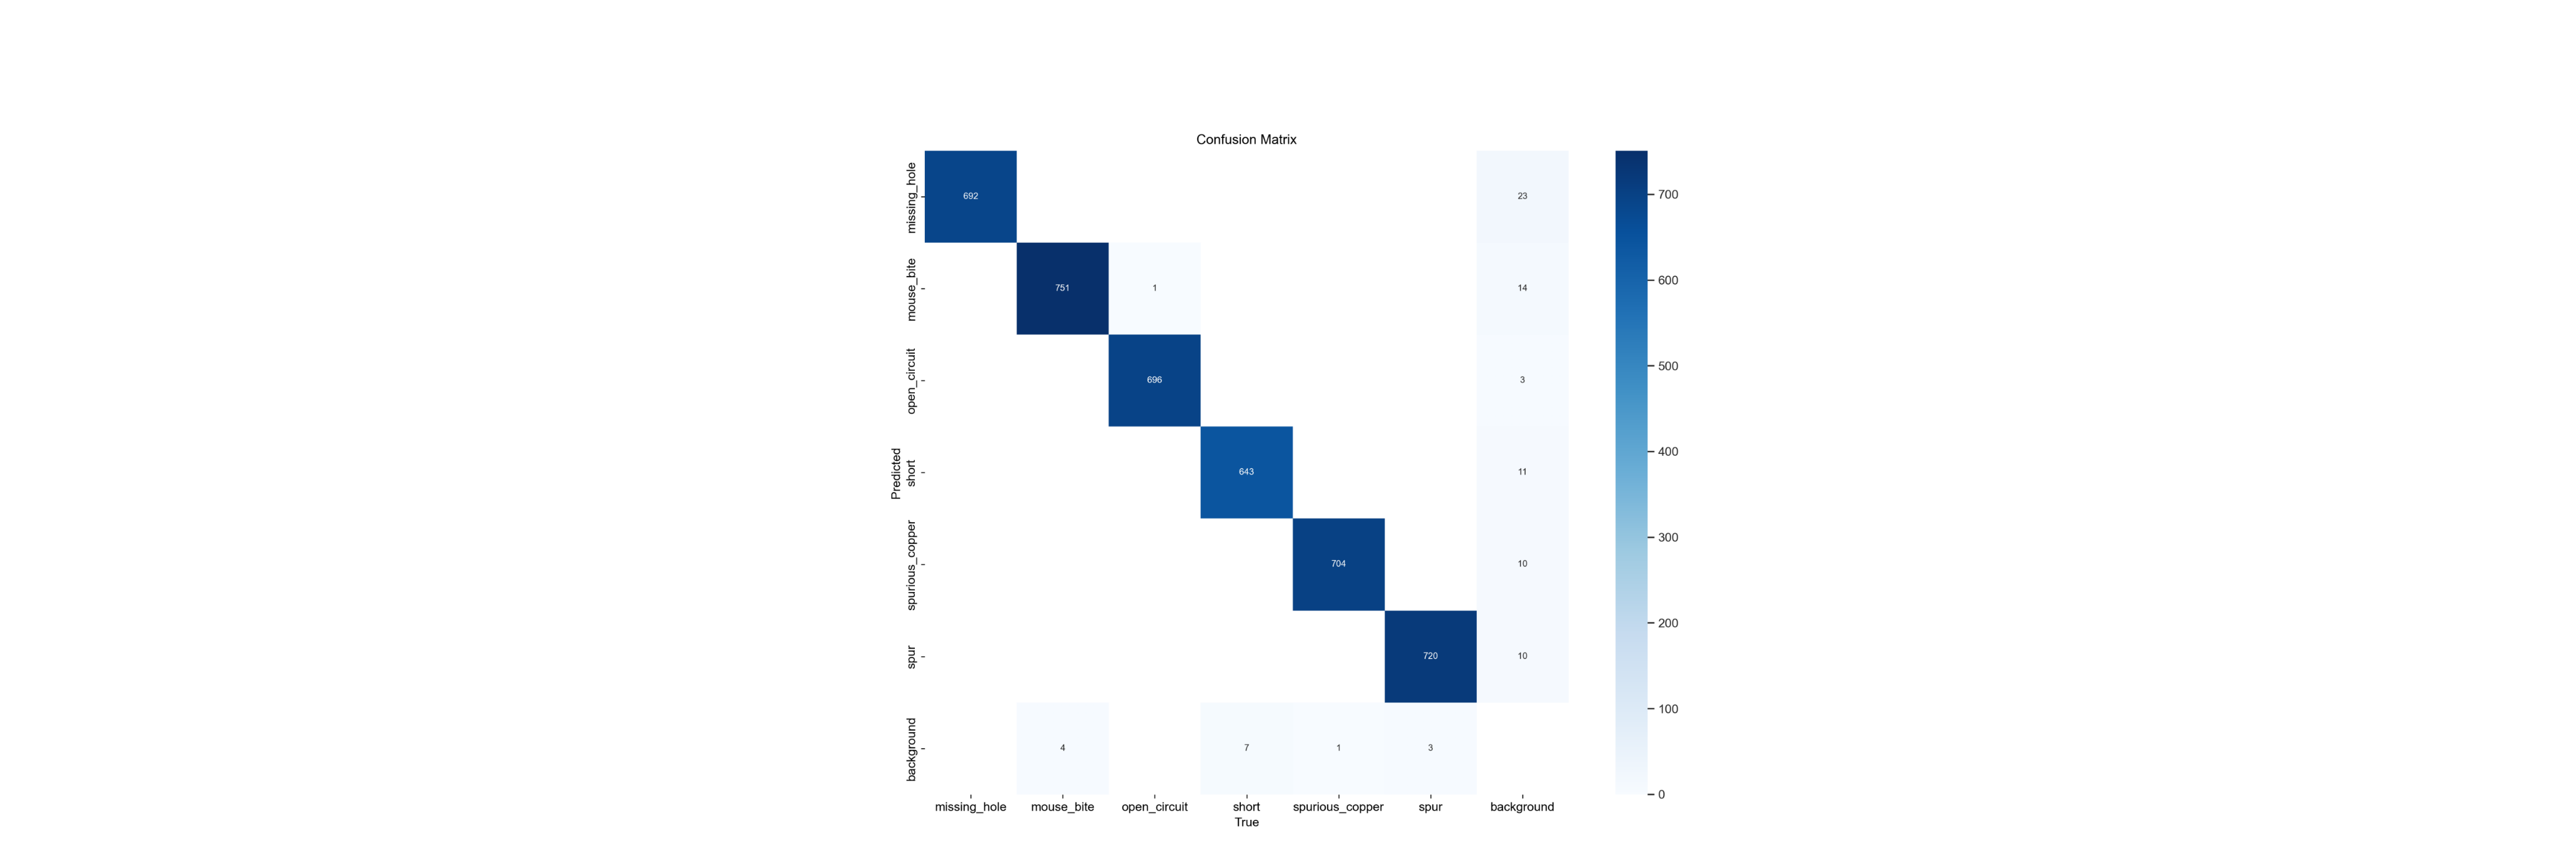 Confusion Matrix
missing_hole 692 23
mouse_bite 751 1 14
open_circuit 696 3
Predicted
short 643 11
spurious_copper 704 10
spur 720 10
background 4 7 1 3
missing_hole mouse_bite open_circuit short spurious_copper spur background
True
700
600
500
400
300
200
100
0